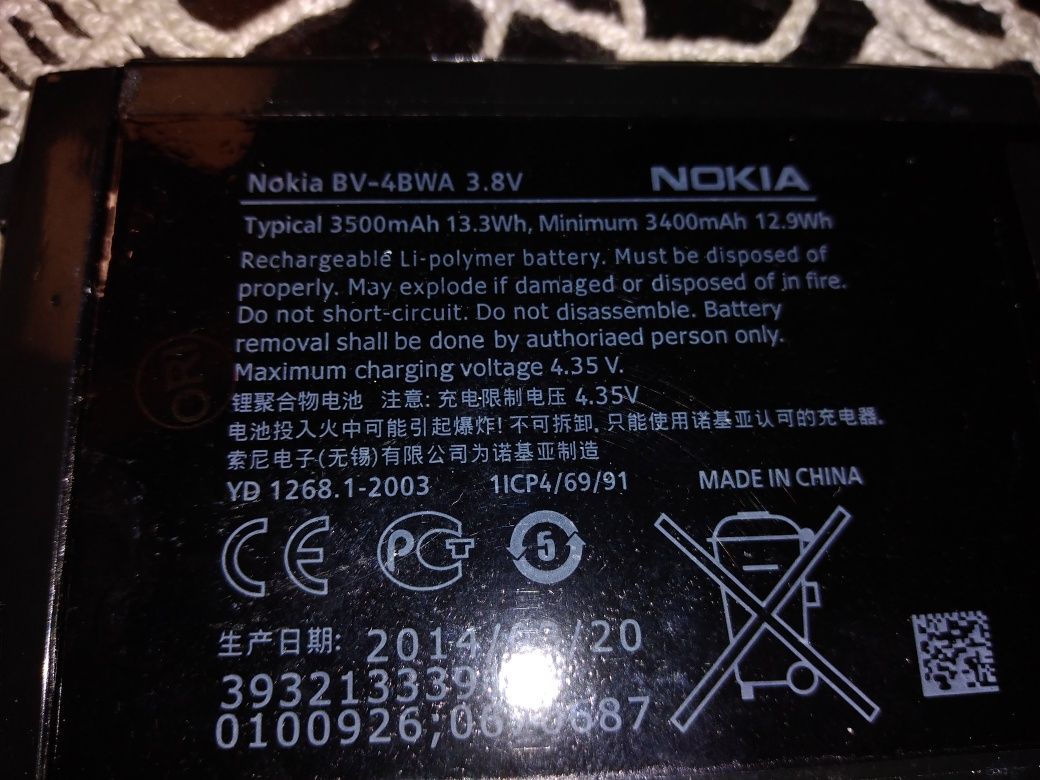 Nokia BV-4BWA 3.8V NOKIA
Typical 3500mAh 13.3Wh, Minimum 3400mAh 12.9Wh
Rechargeable Li-polymer battery. Must be disposed of
properly. May explode if damaged or disposed of in fire.
Do not short-circuit. Do not disassemble. Battery
removal shall be done by authoriaed person only.
Maximum charging voltage 4.35 V.
锂聚合物电池 注意: 充电限制电压 4.35V
电池投入火中可能引起爆炸! 不可拆卸, 只能使用诺基亚认可的充电器.
索尼电子(无锡)有限公司为诺基亚制造
YD 1268.1-2003 1ICP4/69/91 MADE IN CHINA
CE PCT 5
ORI
生产日期:
393213339